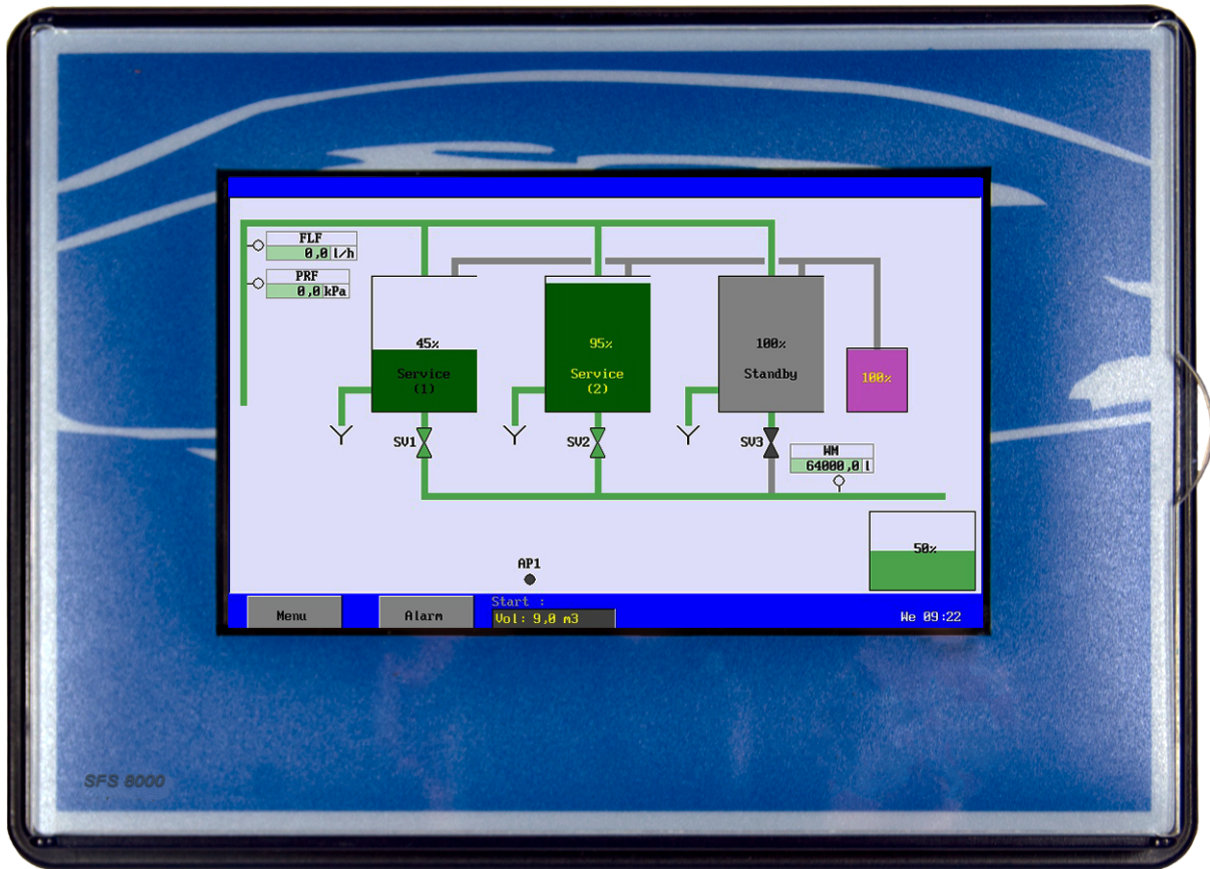 FLF
0,0 l/h
PRF
0,0 kPa
45%
Service
(1)
95%
Service
(2)
100%
Standby
100%
SV1
SV2
SV3
WM
64000,0 l
50%
AP1
Menu
Alarm
Start :
Vol: 9,0 m3
We 09:22
SFS 8000